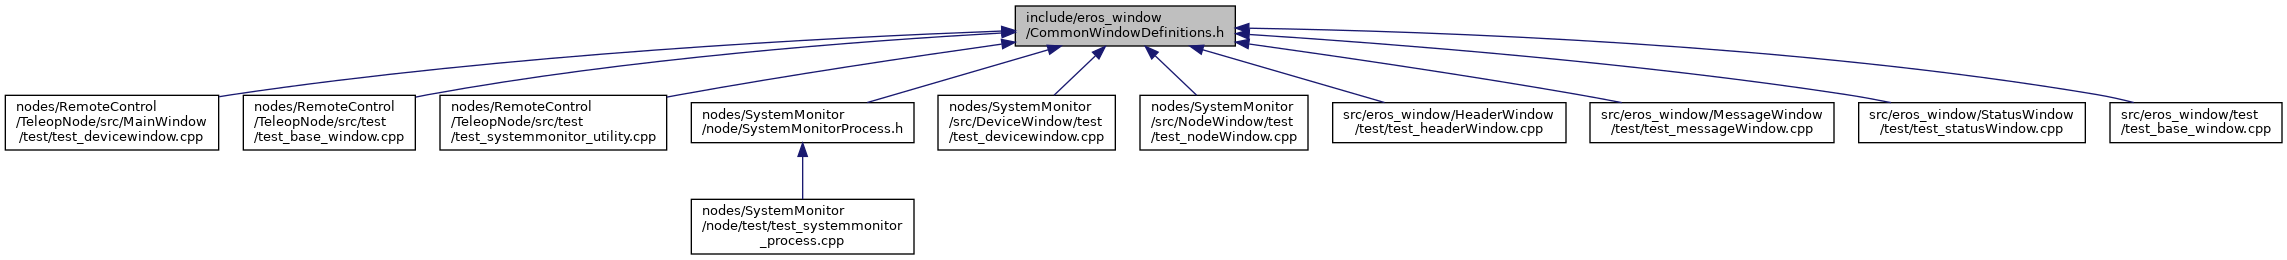 include/eros_window
/CommonWindowDefinitions.h
nodes/RemoteControl
/TeleopNode/src/MainWindow
/test/test_devicewindow.cpp
nodes/RemoteControl
/TeleopNode/src/test
/test_base_window.cpp
nodes/RemoteControl
/TeleopNode/src/test
/test_systemmonitor_utility.cpp
nodes/SystemMonitor
/node/SystemMonitorProcess.h
nodes/SystemMonitor
/src/DeviceWindow/test
/test_devicewindow.cpp
nodes/SystemMonitor
/src/NodeWindow/test
/test_nodeWindow.cpp
src/eros_window/HeaderWindow
/test/test_headerWindow.cpp
src/eros_window/MessageWindow
/test/test_messageWindow.cpp
src/eros_window/StatusWindow
/test/test_statusWindow.cpp
src/eros_window/test
/test_base_window.cpp
nodes/SystemMonitor
/node/test/test_systemmonitor
_process.cpp